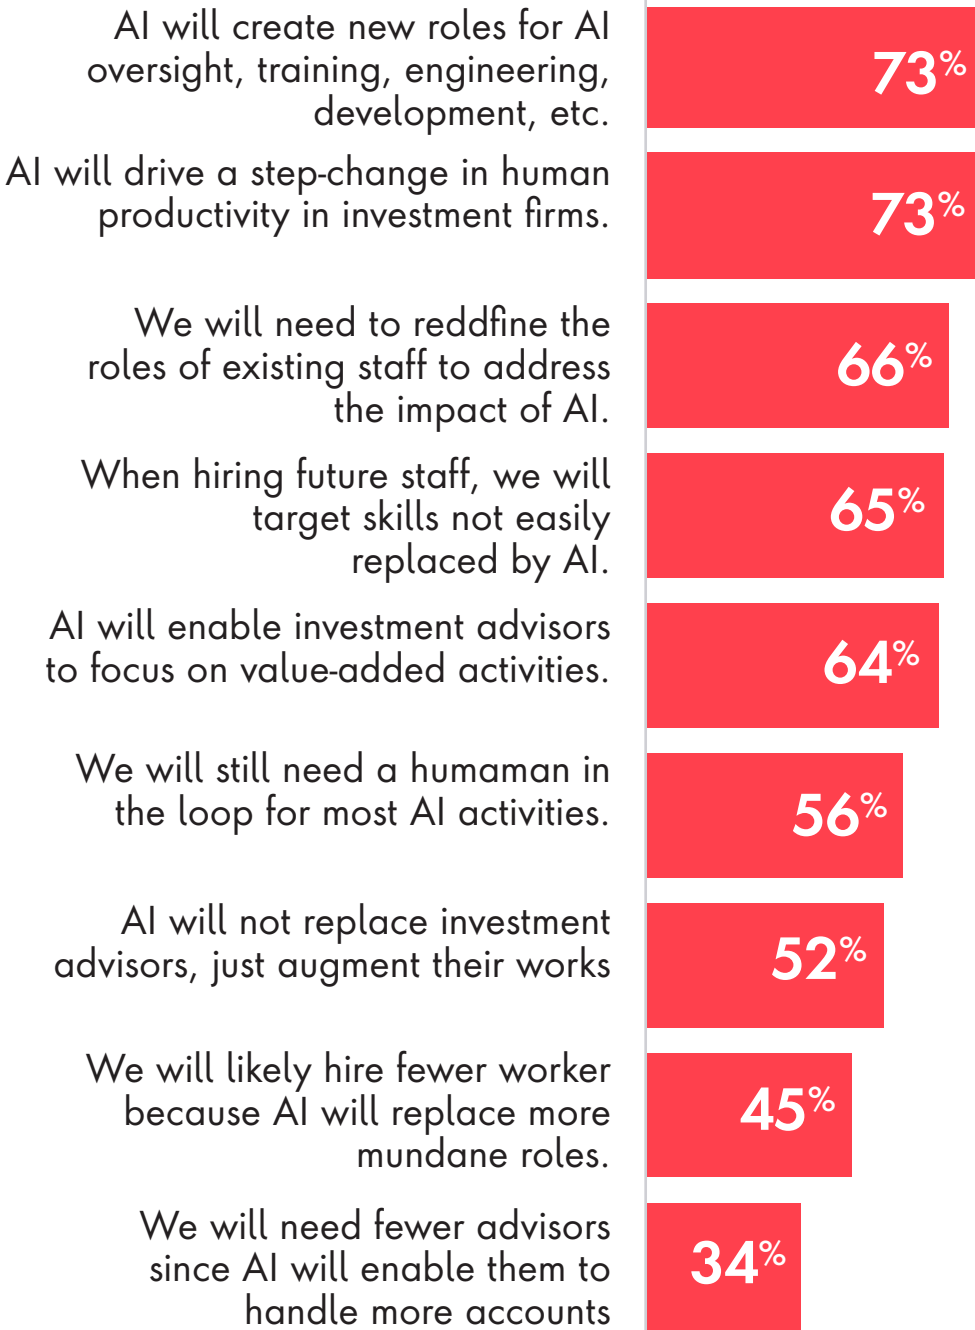 AI will create new roles for AI
oversight, training, engineering,
development, etc.
73%
AI will drive a step-change in human
productivity in investment firms.
73%
We will need to reddfine the
roles of existing staff to address
the impact of AI.
66%
When hiring future staff, we will
target skills not easily
replaced by AI.
65%
AI will enable investment advisors
to focus on value-added activities.
64%
We will still need a humaman in
the loop for most AI activities.
56%
AI will not replace investment
advisors, just augment their works
52%
We will likely hire fewer worker
because AI will replace more
mundane roles.
45%
We will need fewer advisors
since AI will enable them to
handle more accounts
34%